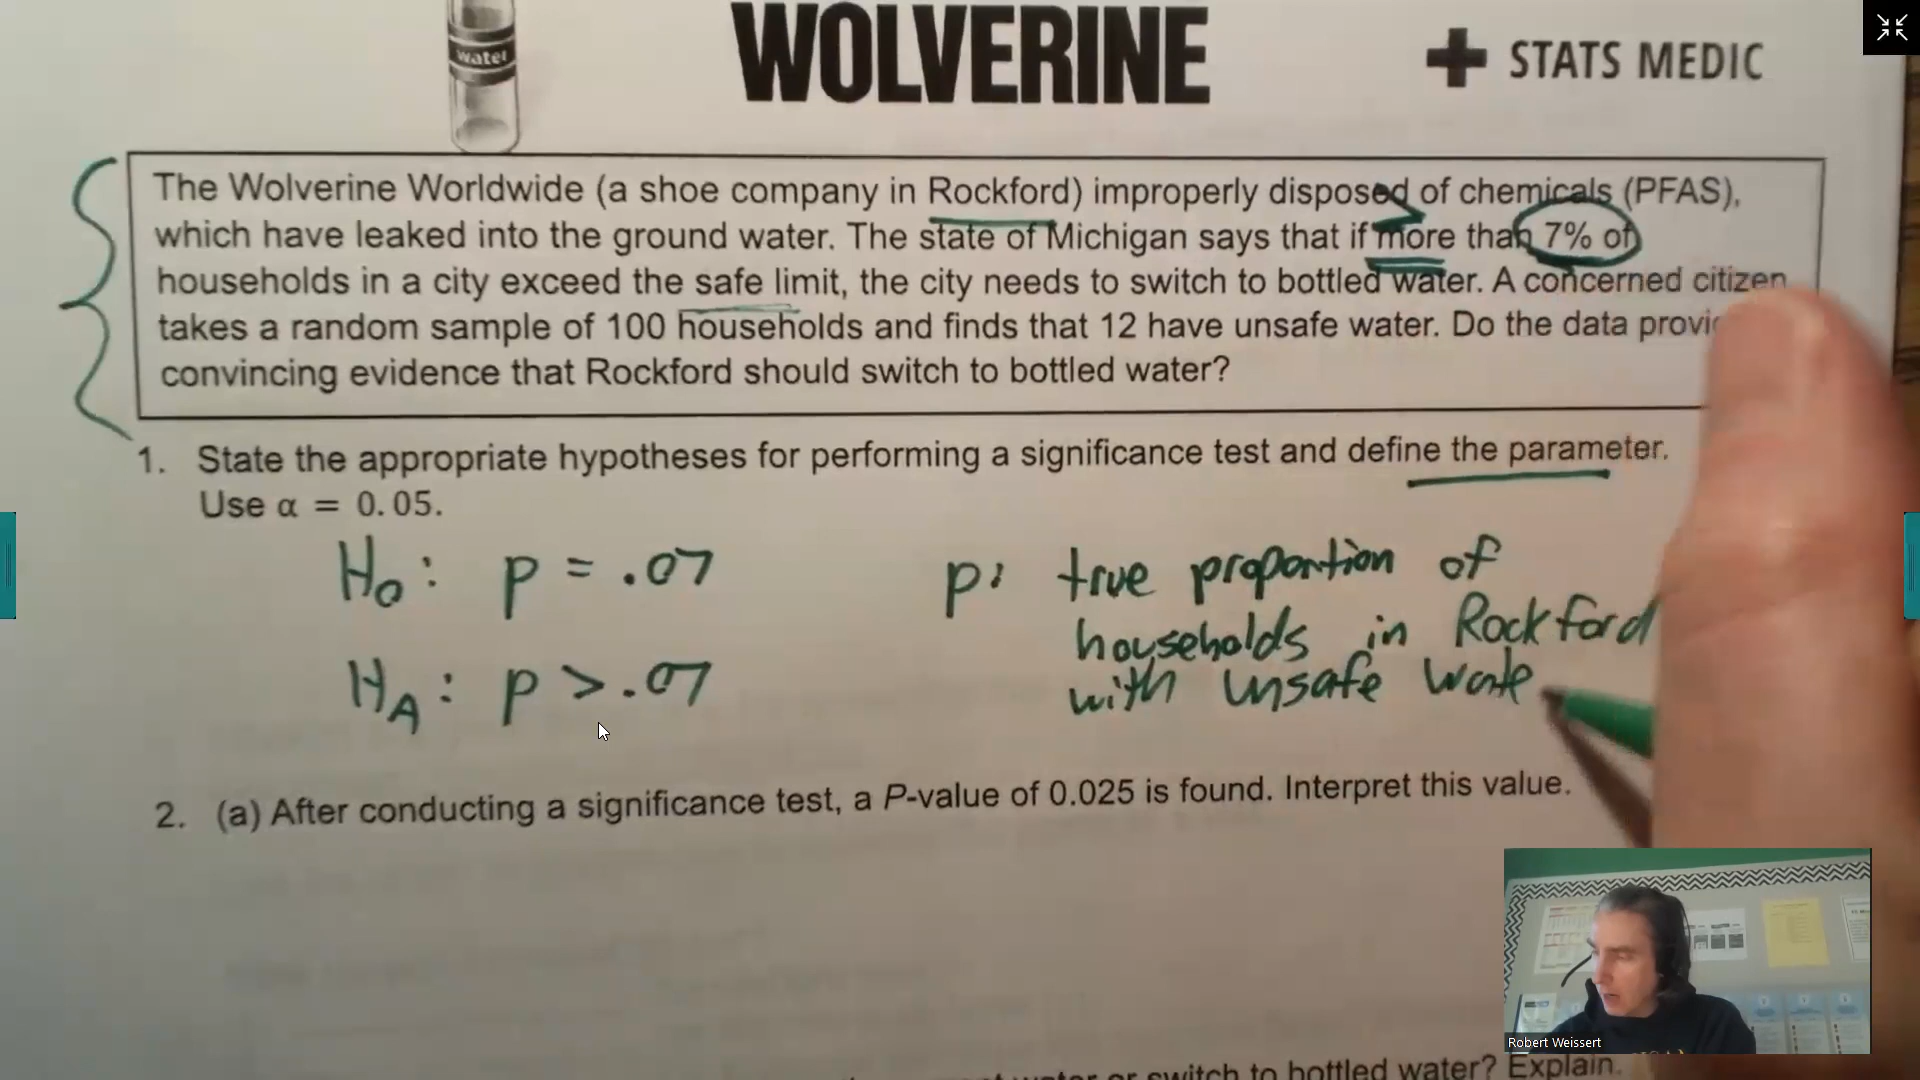 water
WOLVERINE
STATS MEDIC
The Wolverine Worldwide (a shoe company in Rockford) improperly disposed of chemicals (PFAS),
which have leaked into the ground water. The state of Michigan says that if more than 7% of
households in a city exceed the safe limit, the city needs to switch to bottled water. A concerned citizen
takes a random sample of 100 households and finds that 12 have unsafe water. Do the data provi
convincing evidence that Rockford should switch to bottled water?
1. State the appropriate hypotheses for performing a significance test and define the parameter.
Use α = 0.05.
H₀: p = .07
Hₐ: p > .07
p: true proportion of
households in Rockford
with unsafe wate
2. (a) After conducting a significance test, a P-value of 0.025 is found. Interpret this value.
or switch to bottled water? Explain.
Robert Weissert